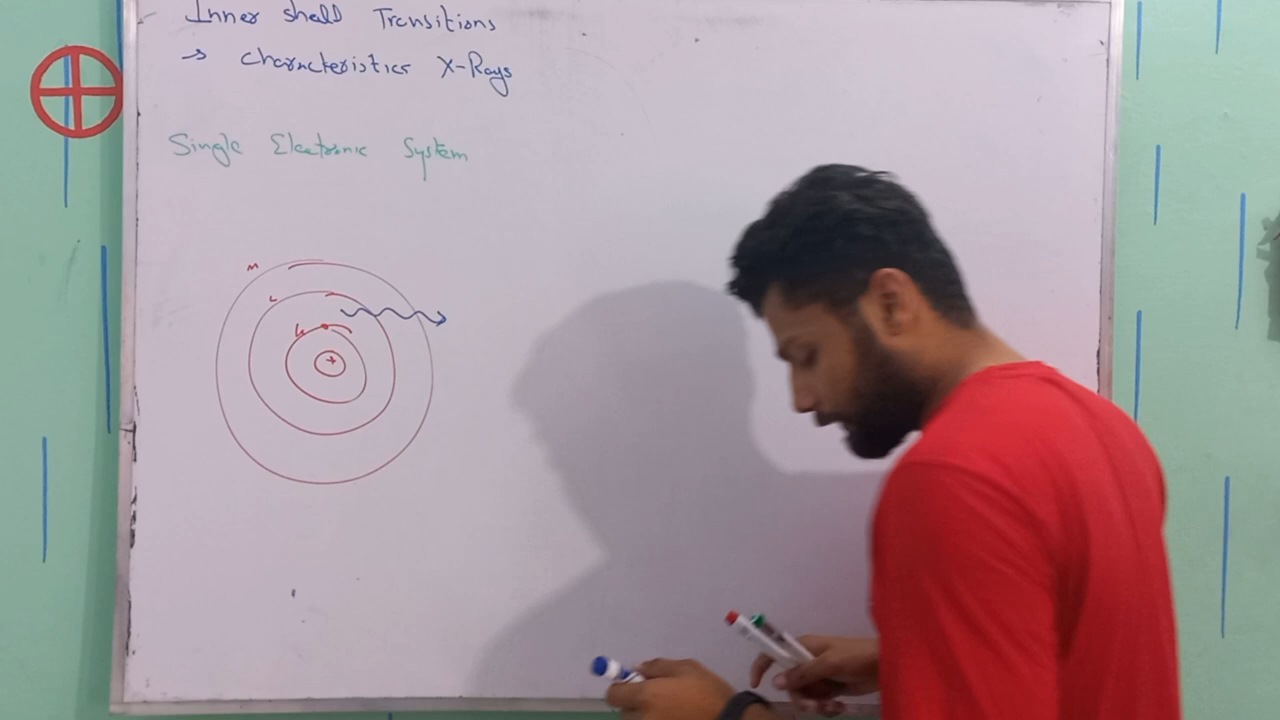 Inner shell Transitions
→ characteristics X-Rays
Single Electronic System
M
L
K
+